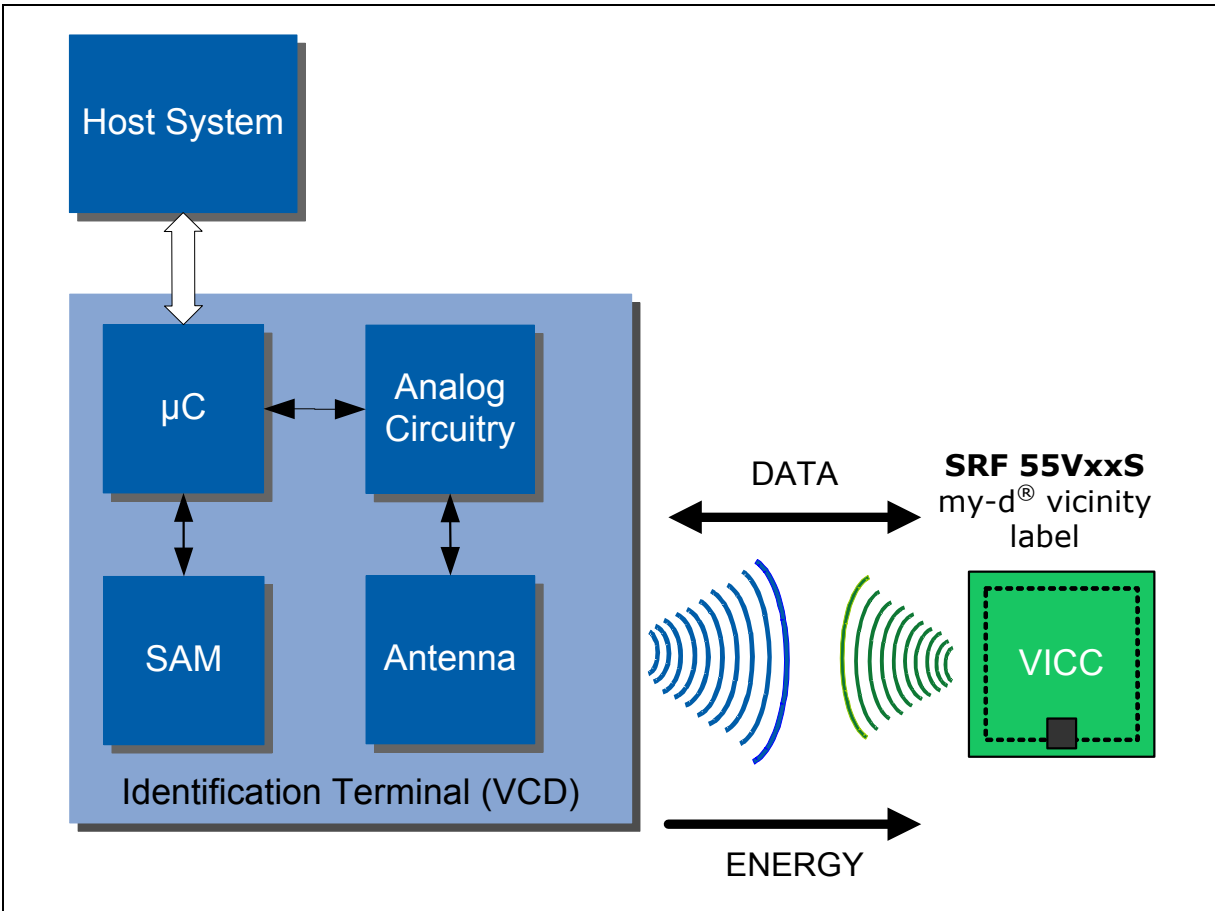 Host System
µC
Analog
Circuitry
SAM
Antenna
Identification Terminal (VCD)
DATA
ENERGY
SRF 55VxxS
my-d® vicinity
label
VICC